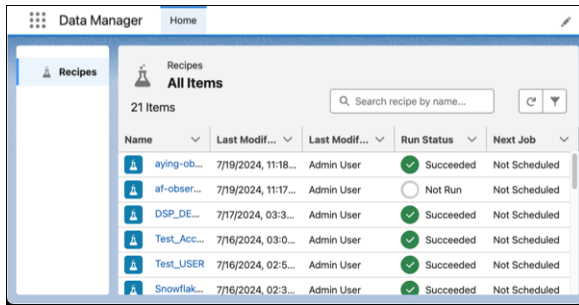 Data Manager Home
Recipes
Recipes
All Items
21 Items
Search recipe by name...
Name Last Modif... Last Modif... Run Status Next Job
aying-ob... 7/19/2024, 11:18... Admin User Succeeded Not Scheduled
af-obser... 7/19/2024, 11:17... Admin User Not Run Not Scheduled
DSP_DE... 7/17/2024, 03:3... Admin User Succeeded Not Scheduled
Test_Acc... 7/16/2024, 03:0... Admin User Succeeded Not Scheduled
Test_USER 7/16/2024, 02:5... Admin User Succeeded Not Scheduled
Snowflak... 7/16/2024, 02:3... Admin User Succeeded Not Scheduled